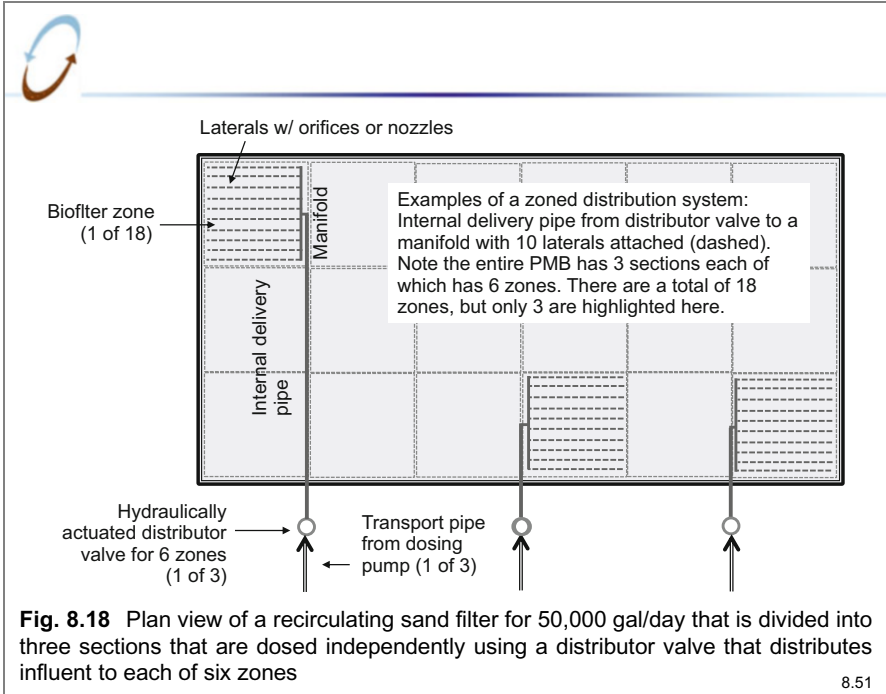 Laterals w/ orifices or nozzles
Bioflter zone
(1 of 18)
Manifold
Examples of a zoned distribution system:
Internal delivery pipe from distributor valve to a
manifold with 10 laterals attached (dashed).
Note the entire PMB has 3 sections each of
which has 6 zones. There are a total of 18
zones, but only 3 are highlighted here.
Internal delivery
pipe
Hydraulically
actuated distributor
valve for 6 zones
(1 of 3)
Transport pipe
from dosing
pump (1 of 3)
Fig. 8.18 Plan view of a recirculating sand filter for 50,000 gal/day that is divided into
three sections that are dosed independently using a distributor valve that distributes
influent to each of six zones
8.51